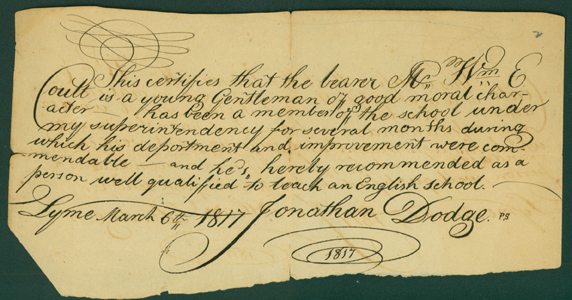 This certifies that the bearer Mr. Wm E
Coult is a young Gentleman of good moral char-
acter has been a member of the school under
my superintendency for several months during
which his deportment and improvement were com
mendable — and he's, hereby recommended as a
person well qualified to teach an English school. —
Lyme March 6th 1817 Jonathan Dodge. PS
1817
2